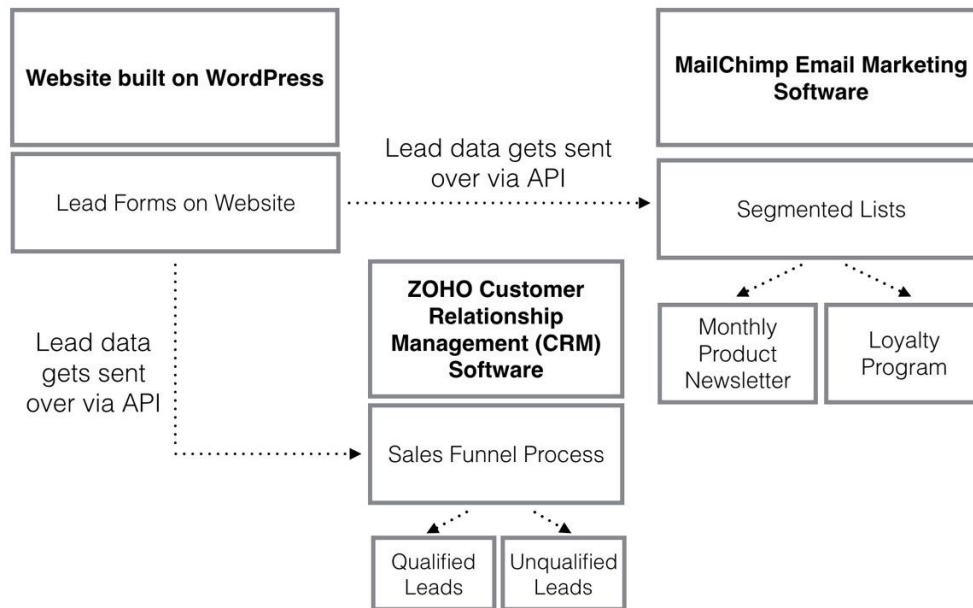 Website built on WordPress
Lead Forms on Website
Lead data gets sent
over via API
MailChimp Email Marketing
Software
Segmented Lists
Monthly
Product
Newsletter
Loyalty
Program
Lead data
gets sent
over via API
ZOHO Customer
Relationship
Management (CRM)
Software
Sales Funnel Process
Qualified
Leads
Unqualified
Leads